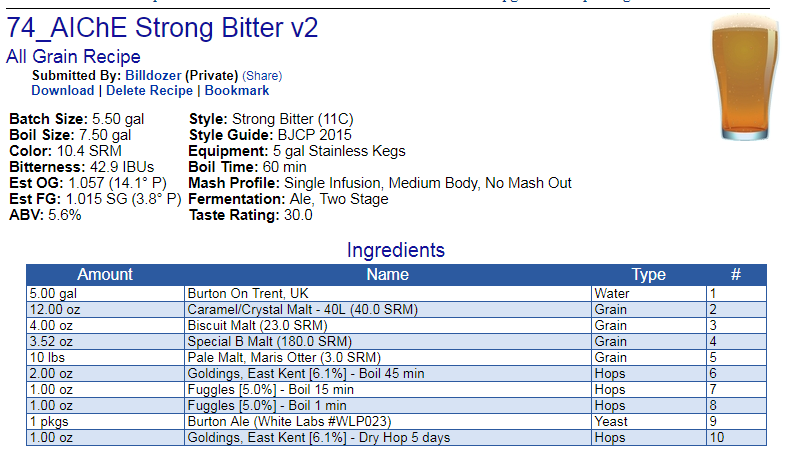 74_AIChE Strong Bitter v2
All Grain Recipe
Submitted By: Billdozer (Private) (Share)
Download | Delete Recipe | Bookmark
Batch Size: 5.50 gal Style: Strong Bitter (11C)
Boil Size: 7.50 gal Style Guide: BJCP 2015
Color: 10.4 SRM Equipment: 5 gal Stainless Kegs
Bitterness: 42.9 IBUs Boil Time: 60 min
Est OG: 1.057 (14.1° P) Mash Profile: Single Infusion, Medium Body, No Mash Out
Est FG: 1.015 SG (3.8° P) Fermentation: Ale, Two Stage
ABV: 5.6% Taste Rating: 30.0
Ingredients
Amount Name Type #
5.00 gal Burton On Trent, UK Water 1
12.00 oz Caramel/Crystal Malt - 40L (40.0 SRM) Grain 2
4.00 oz Biscuit Malt (23.0 SRM) Grain 3
3.52 oz Special B Malt (180.0 SRM) Grain 4
10 lbs Pale Malt, Maris Otter (3.0 SRM) Grain 5
2.00 oz Goldings, East Kent [6.1%] - Boil 45 min Hops 6
1.00 oz Fuggles [5.0%] - Boil 15 min Hops 7
1.00 oz Fuggles [5.0%] - Boil 1 min Hops 8
1 pkgs Burton Ale (White Labs #WLP023) Yeast 9
1.00 oz Goldings, East Kent [6.1%] - Dry Hop 5 days Hops 10